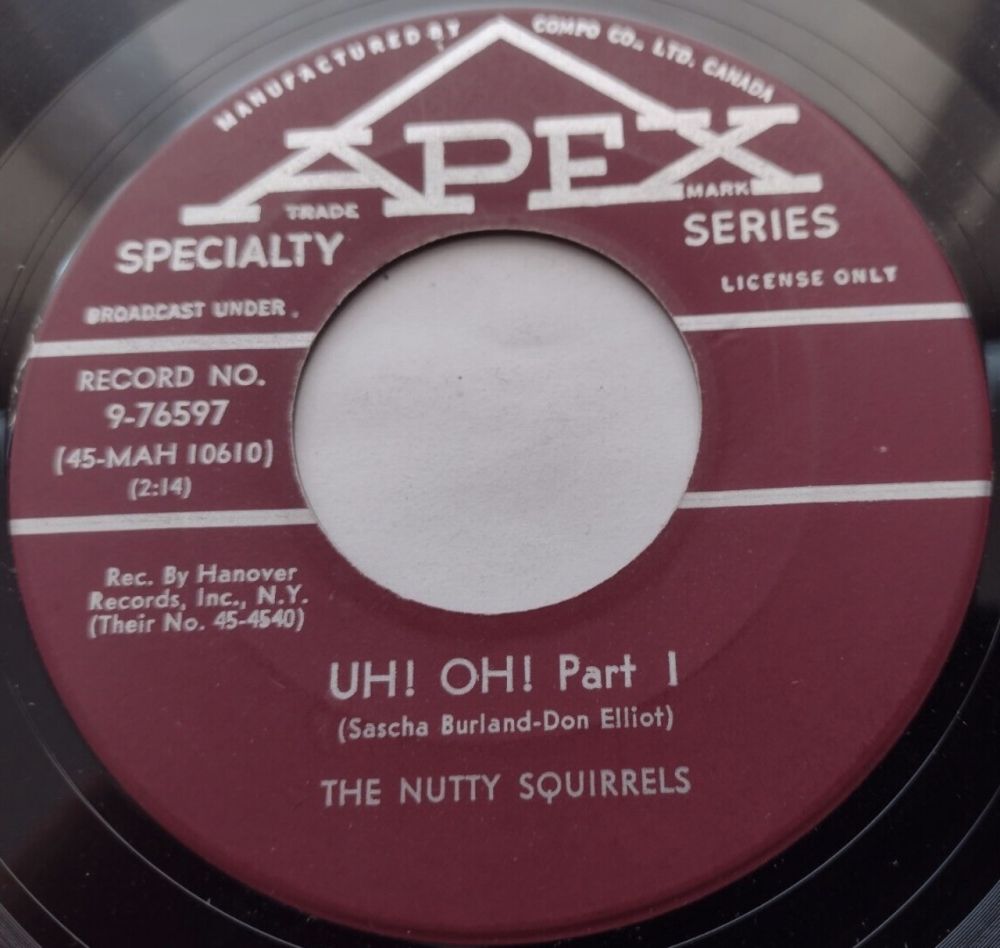 MANUFACTURED BY COMPO CO., LTD. CANADA
APEX
TRADE MARK
SPECIALTY SERIES
BROADCAST UNDER LICENSE ONLY
RECORD NO.
9-76597
(45-MAH 10610)
(2:14)
Rec. By Hanover
Records, Inc., N.Y.
(Their No. 45-4540)
UH! OH! Part 1
(Sascha Burland-Don Elliot)
THE NUTTY SQUIRRELS